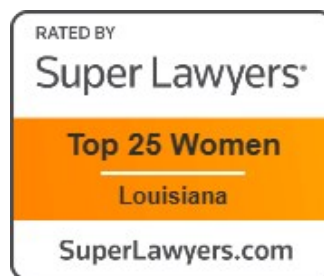 RATED BY
Super Lawyers®
Top 25 Women
Louisiana
SuperLawyers.com